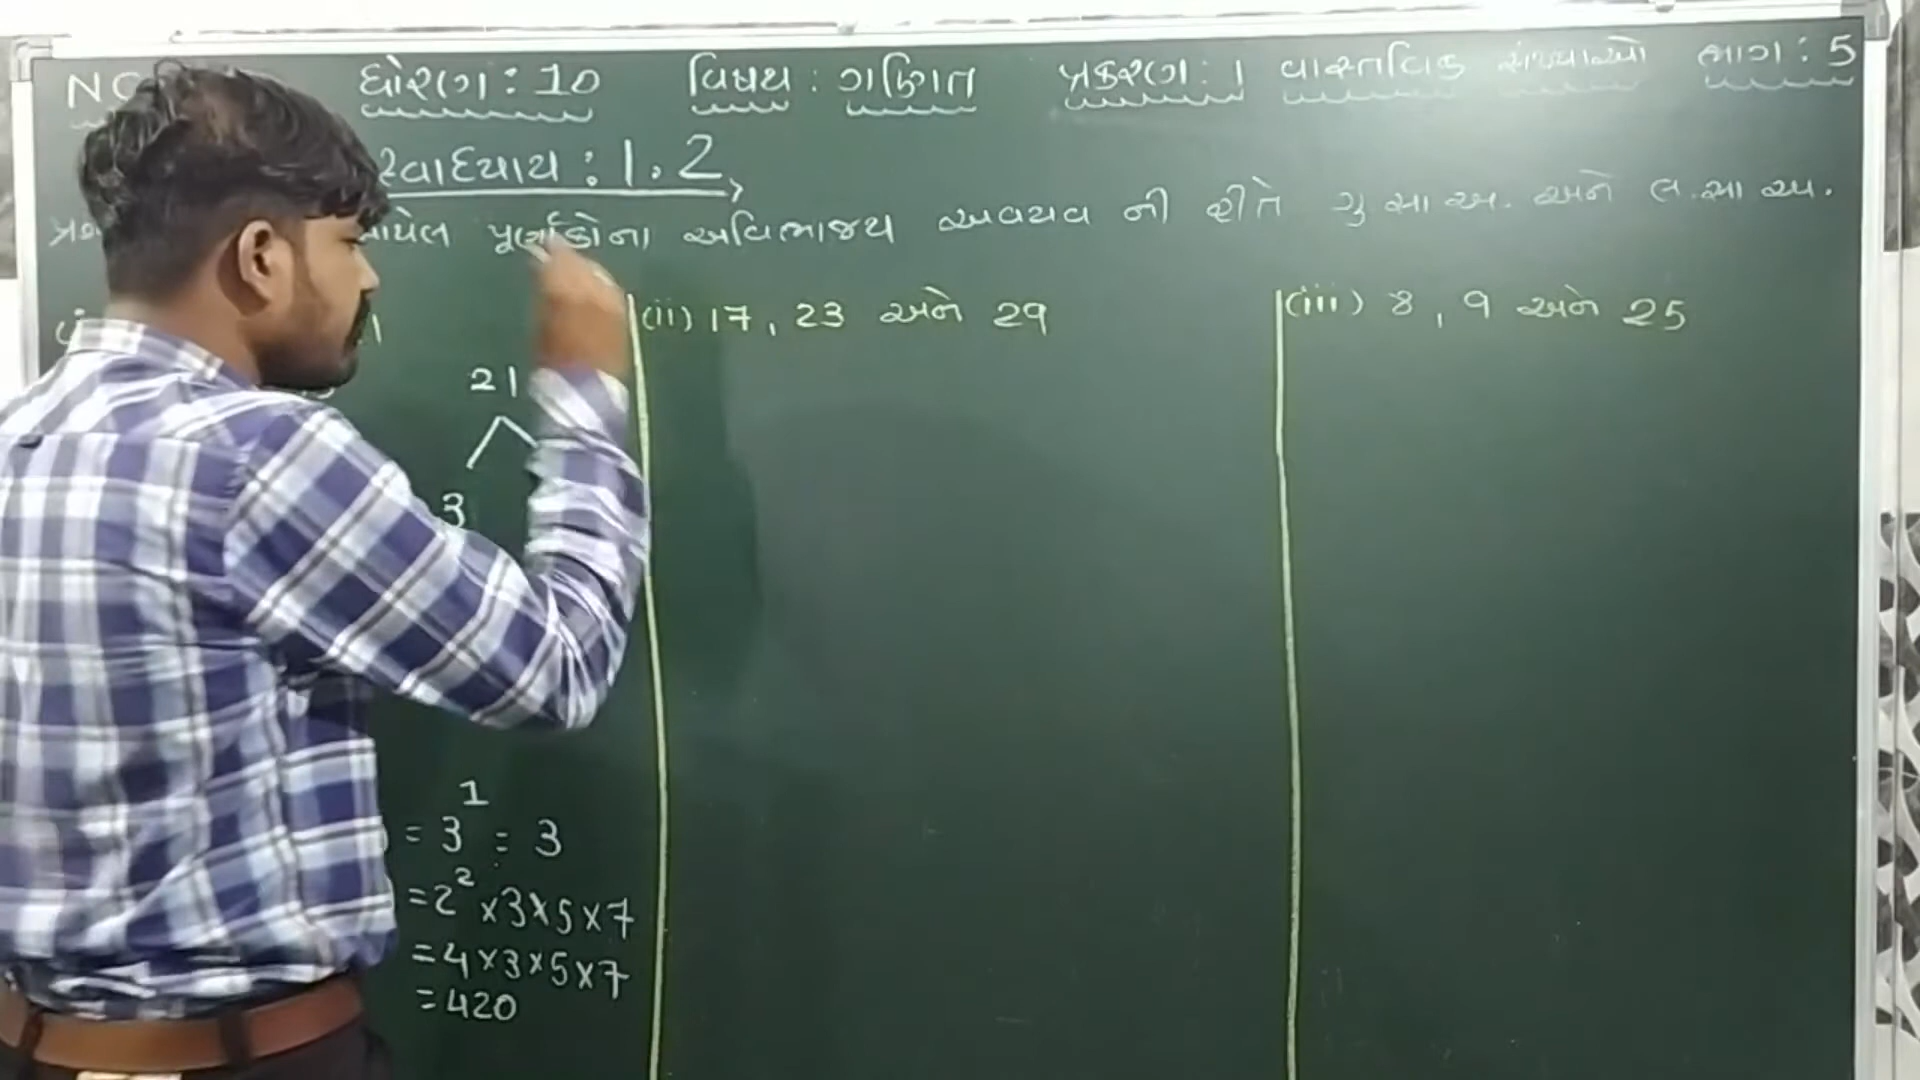 NC ધોરણ : 10 વિષય : ગણિત પ્રકરણ : 1 વાસ્તવિક સંખ્યાઓ ભાગ : 5
સ્વાધ્યાય : 1.2
પૂર્ણાંકોના અવિભાજ્ય અવયવ ની રીતે ગુ સા અ. અને લ.સા અ.
(ii) 17, 23 અને 29
(iii) 8, 9 અને 25
21
3
= 3¹ = 3
= 2² × 3 × 5 × 7
= 4 × 3 × 5 × 7
= 420